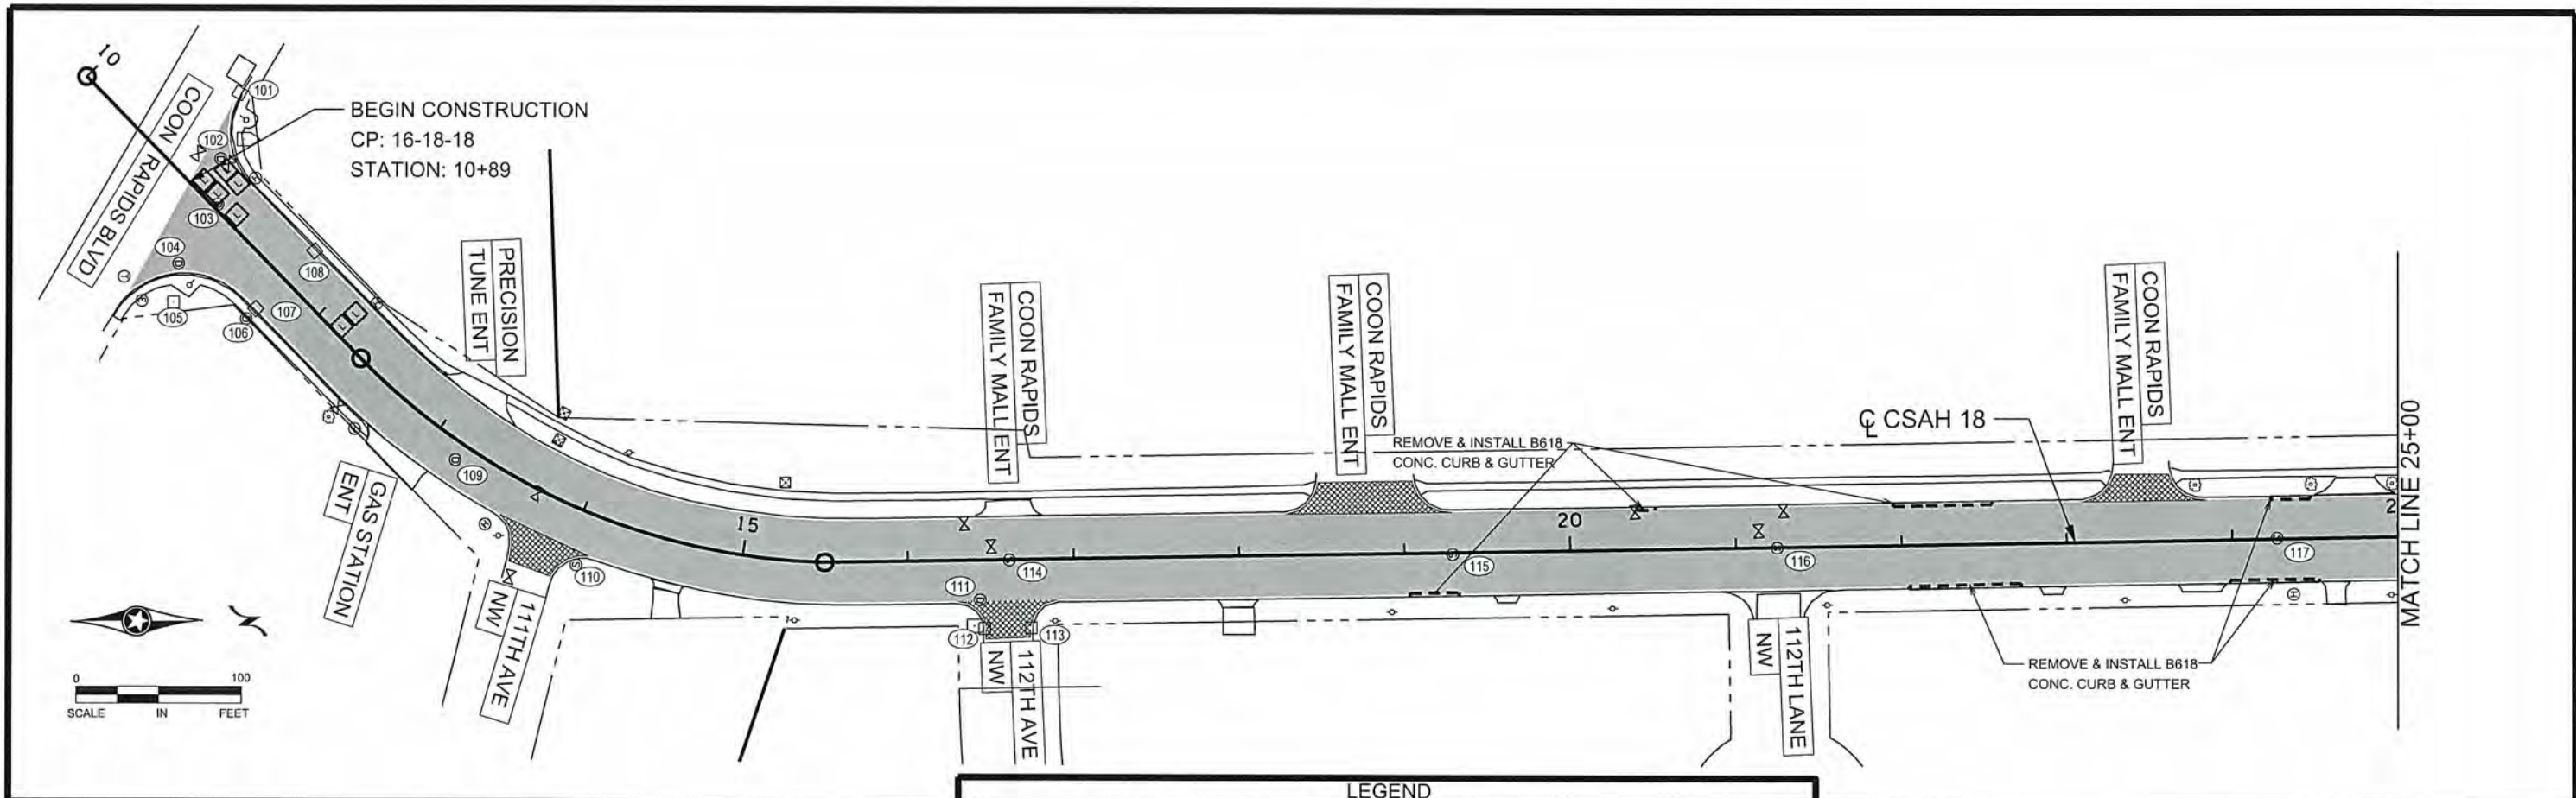 10
COON RAPIDS BLVD
101
BEGIN CONSTRUCTION
CP: 16-18-18
STATION: 10+89
102
103
104
105
106
107
108
PRECISION
TUNE ENT
109
GAS STATION
ENT
110
111TH AVE
NW
15
COON RAPIDS
FAMILY MALL ENT
111
112
113
114
112TH AVE
NW
COON RAPIDS
FAMILY MALL ENT
REMOVE & INSTALL B618
CONC. CURB & GUTTER
115
20
116
112TH LANE
NW
CL CSAH 18
COON RAPIDS
FAMILY MALL ENT
117
2
MATCH LINE 25+00
REMOVE & INSTALL B618
CONC. CURB & GUTTER
0 100
SCALE IN FEET
LEGEND